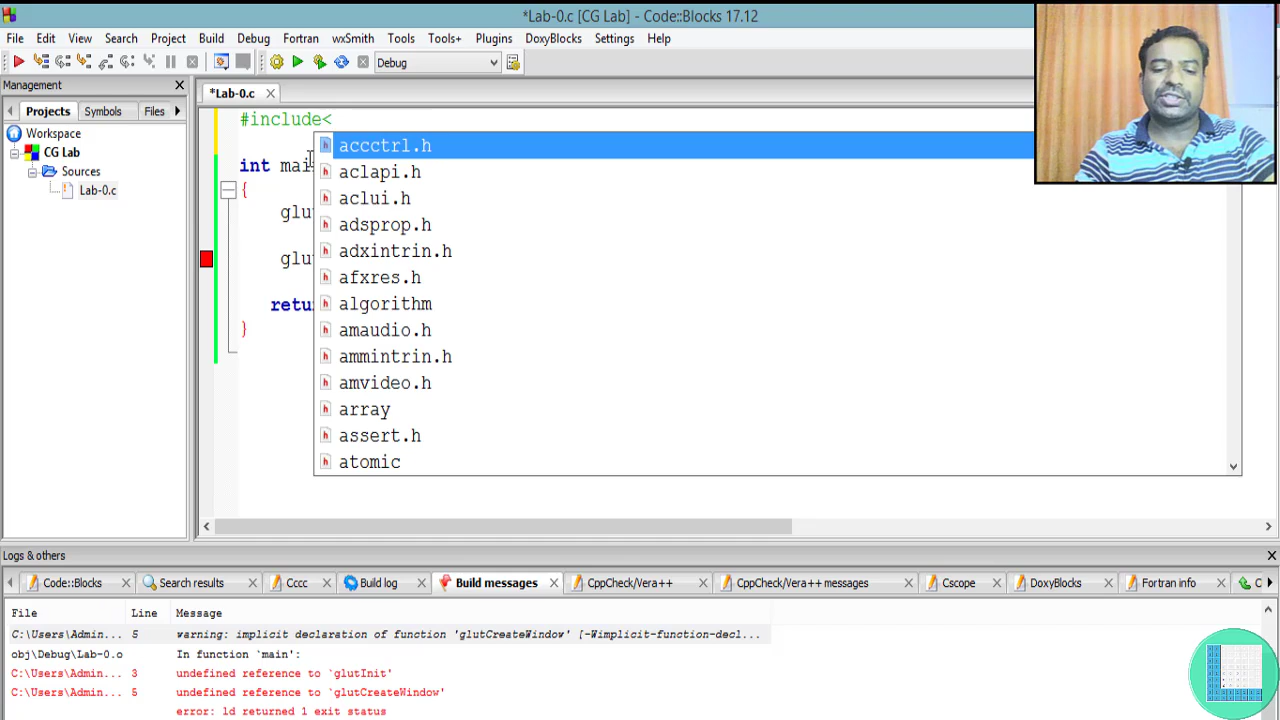 *Lab-0.c [CG Lab] - Code::Blocks 17.12
File Edit View Search Project Build Debug Fortran wxSmith Tools Tools+ Plugins DoxyBlocks Settings Help
Debug
Management
Projects Symbols Files
Workspace
CG Lab
Sources
Lab-0.c
*Lab-0.c
#include<
int mai
{
glu
glu
retu
}
accctrl.h
aclapi.h
aclui.h
adsprop.h
adxintrin.h
afxres.h
algorithm
amaudio.h
ammintrin.h
amvideo.h
array
assert.h
atomic
Logs & others
Code::Blocks Search results Cccc Build log Build messages CppCheck/Vera++ CppCheck/Vera++ messages Cscope DoxyBlocks Fortran info C
File Line Message
C:\Users\Admin... 5 warning: implicit declaration of function 'glutCreateWindow' [-Wimplicit-function-decl...
obj\Debug\Lab-0.o In function `main':
C:\Users\Admin... 3 undefined reference to `glutInit'
C:\Users\Admin... 5 undefined reference to `glutCreateWindow'
error: ld returned 1 exit status